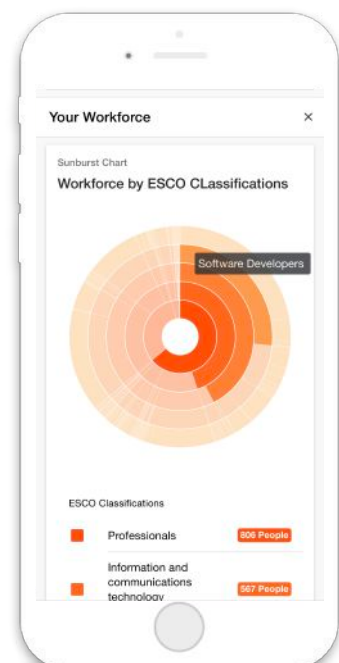 Your Workforce ×
Sunburst Chart
Workforce by ESCO CLassifications
Software Developers
ESCO Classifications
Professionals 806 People
Information and
communications 567 People
technology